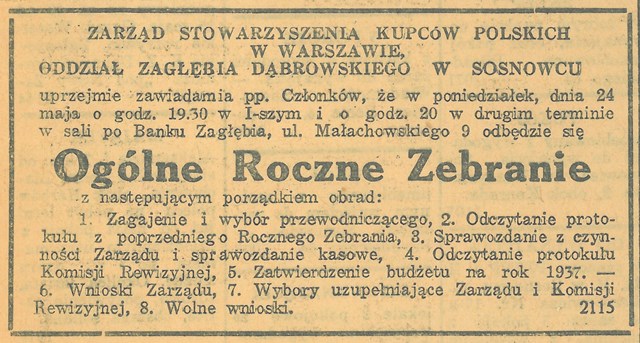 ZARZĄD STOWARZYSZENIA KUPCÓW POLSKICH
W WARSZAWIE,
ODDZIAŁ ZAGŁĘBIA DĄBROWSKIEGO W SOSNOWCU
uprzejmie zawiadamia pp. Członków, że w poniedziałek, dnia 24
maja o godz. 19.30 w I-szym i o godz. 20 w drugim terminie
w sali po Banku Zagłębia, ul. Małachowskiego 9 odbędzie się
Ogólne Roczne Zebranie
z następującym porządkiem obrad:
1. Zagajenie i wybór przewodniczącego, 2. Odczytanie proto-
kułu z poprzedniego Rocznego Zebrania, 3. Sprawozdanie z czyn-
ności Zarządu i sprawozdanie kasowe, 4. Odczytanie protokułu
Komisji Rewizyjnej, 5. Zatwierdzenie budżetu na rok 1937. —
6. Wnioski Zarządu, 7. Wybory uzupełniające Zarządu i Komisji
Rewizyjnej, 8. Wolne wnioski. 2115